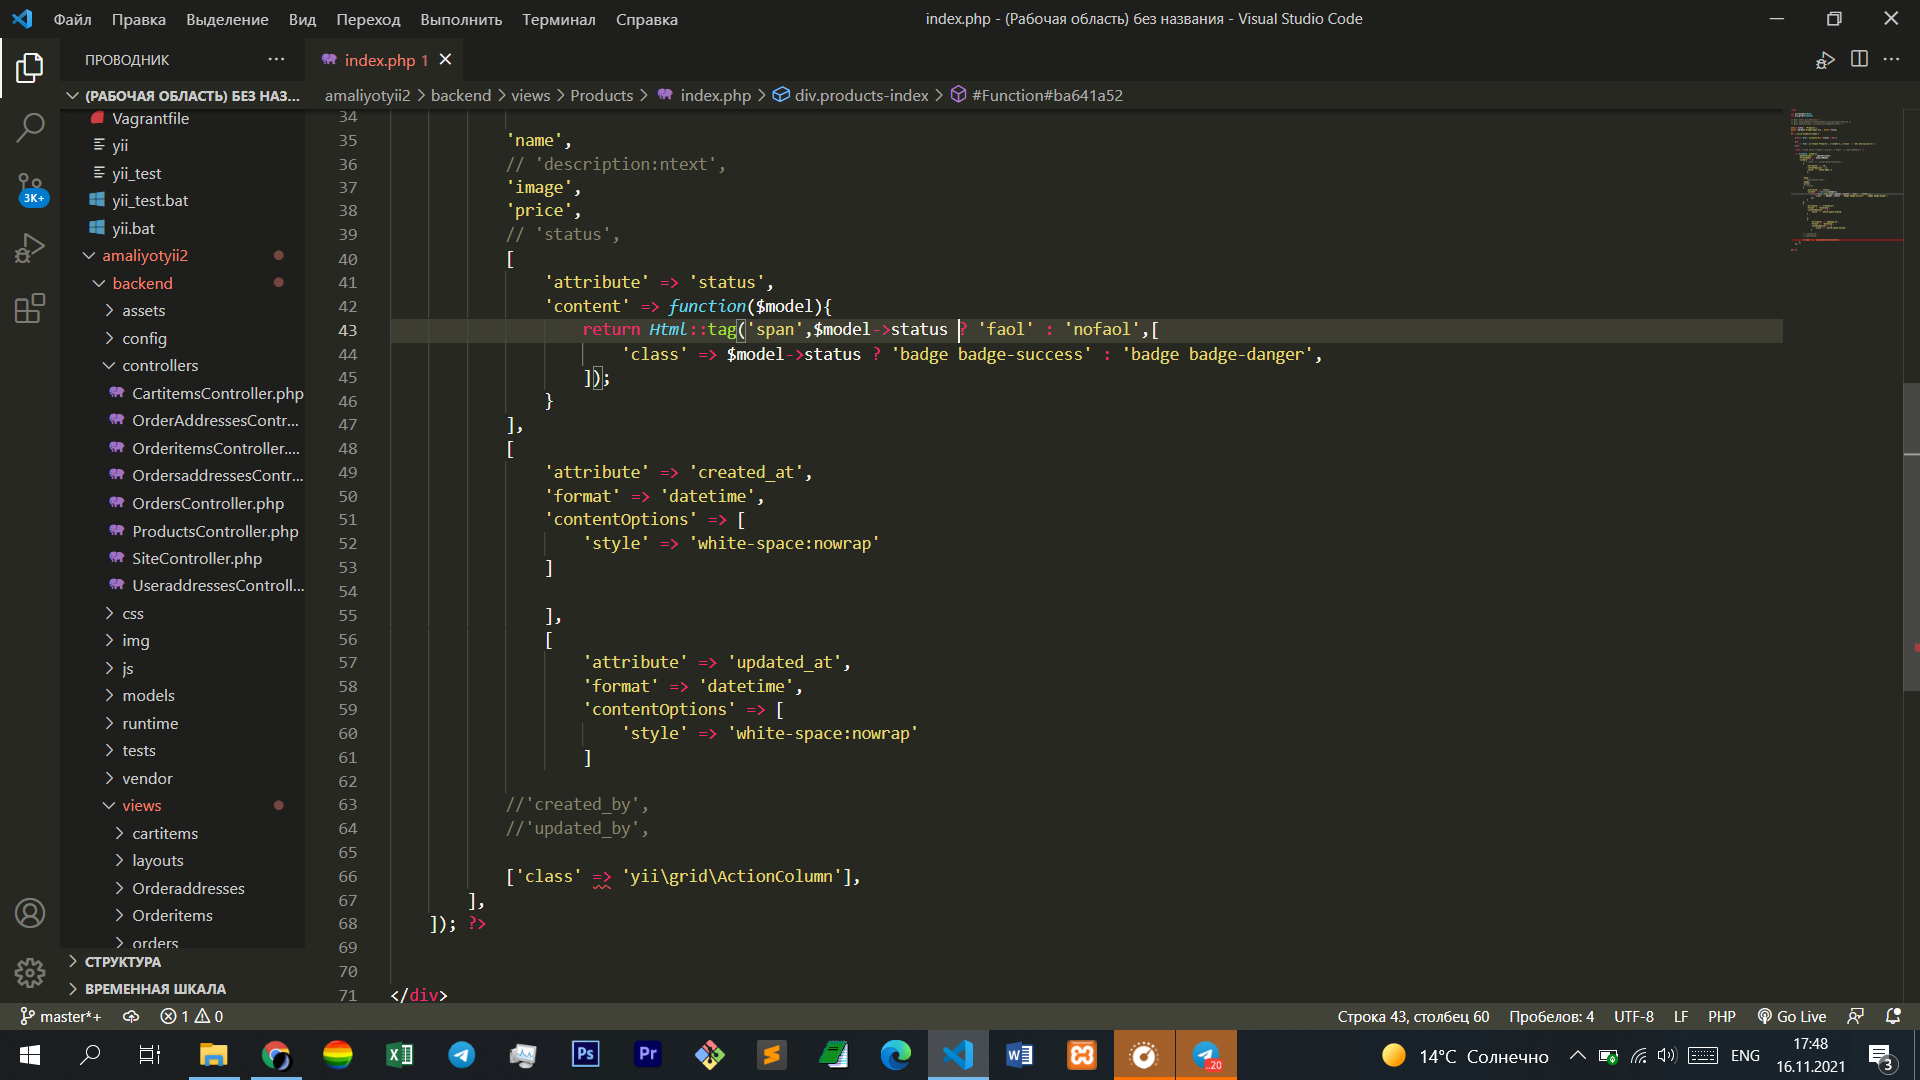 Файл Правка Выделение Вид Переход Выполнить Терминал Справка
index.php - (Рабочая область) без названия - Visual Studio Code
ПРОВОДНИК
index.php 1
(РАБОЧАЯ ОБЛАСТЬ) БЕЗ НАЗ...
amaliyotyii2 > backend > views > Products > index.php > div.products-index > #Function#ba641a52
Vagrantfile
yii
yii_test
yii_test.bat
yii.bat
amaliyotyii2
backend
assets
config
controllers
CartitemsController.php
OrderAddressesContr...
OrderitemsController....
OrdersaddressesContr...
OrdersController.php
ProductsController.php
SiteController.php
UseraddressesControll...
css
img
js
models
runtime
tests
vendor
views
cartitems
layouts
Orderaddresses
Orderitems
orders
СТРУКТУРА
ВРЕМЕННАЯ ШКАЛА
3K+
34
35 'name',
36 // 'description:ntext',
37 'image',
38 'price',
39 // 'status',
40 [
41 'attribute' => 'status',
42 'content' => function($model){
43 return Html::tag('span',$model->status ? 'faol' : 'nofaol',[
44 'class' => $model->status ? 'badge badge-success' : 'badge badge-danger',
45 ]);
46 }
47 ],
48 [
49 'attribute' => 'created_at',
50 'format' => 'datetime',
51 'contentOptions' => [
52 'style' => 'white-space:nowrap'
53 ]
54
55 ],
56 [
57 'attribute' => 'updated_at',
58 'format' => 'datetime',
59 'contentOptions' => [
60 'style' => 'white-space:nowrap'
61 ]
62
63 //'created_by',
64 //'updated_by',
65
66 ['class' => 'yii\grid\ActionColumn'],
67 ],
68 ]); ?>
69
70
71 </div>
master*+ 1 0
Строка 43, столбец 60 Пробелов: 4 UTF-8 LF PHP Go Live
Ps Pr ..20
14°C Солнечно ENG
17:48
16.11.2021
3